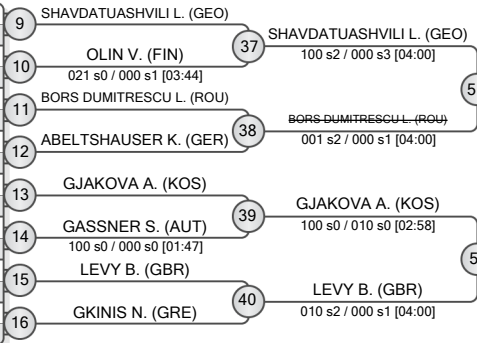 9
SHAVDATUASHVILI L. (GEO)
10
OLIN V. (FIN)
021 s0 / 000 s1 [03:44]
37
SHAVDATUASHVILI L. (GEO)
100 s2 / 000 s3 [04:00]
11
BORS DUMITRESCU L. (ROU)
12
ABELTSHAUSER K. (GER)
38
BORS DUMITRESCU L. (ROU)
001 s2 / 000 s1 [04:00]
5
13
GJAKOVA A. (KOS)
14
GASSNER S. (AUT)
100 s0 / 000 s0 [01:47]
39
GJAKOVA A. (KOS)
100 s0 / 010 s0 [02:58]
15
LEVY B. (GBR)
16
GKINIS N. (GRE)
40
LEVY B. (GBR)
010 s2 / 000 s1 [04:00]
5